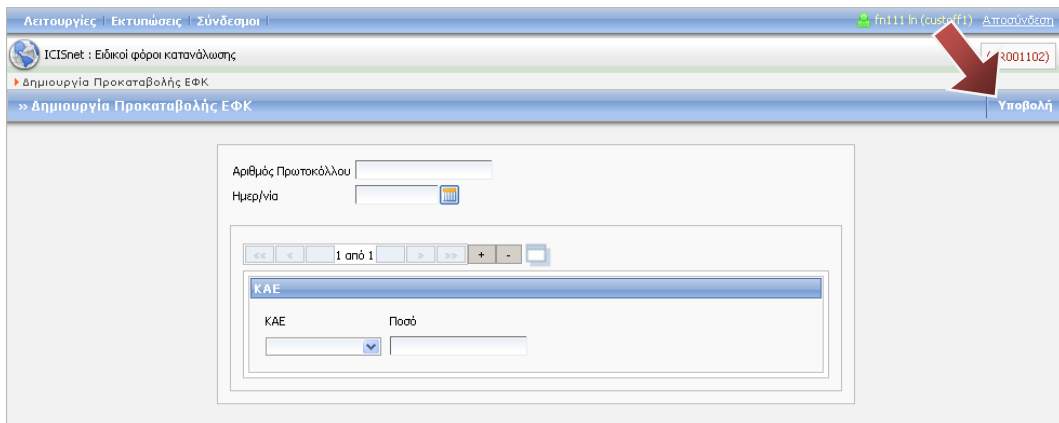 Λειτουργίες | Εκτυπώσεις | Σύνδεσμοι |
fn111 ln (custoff1) Αποσύνδεση
ICISnet : Ειδικοί φόροι κατανάλωσης
Δημιουργία Προκαταβολής ΕΦΚ
» Δημιουργία Προκαταβολής ΕΦΚ
Υποβολή
Αριθμός Πρωτοκόλλου
Ημερ/νία
<< < 1 από 1 > >> + -
ΚΑΕ
ΚΑΕ Ποσό